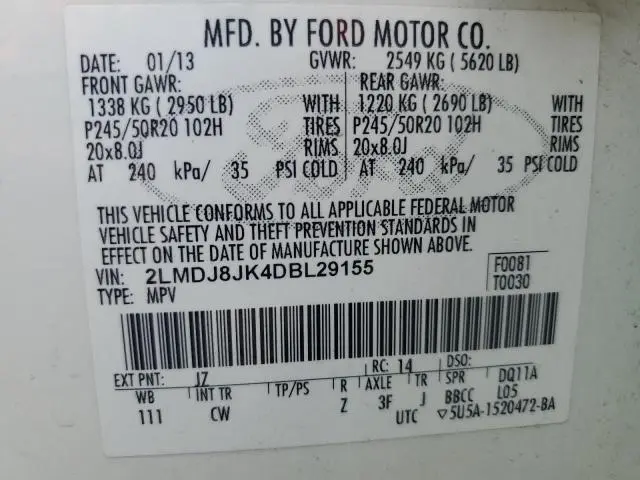 MFD. BY FORD MOTOR CO.
DATE: 01/13 GVWR: 2549 KG ( 5620 LB)
FRONT GAWR: REAR GAWR:
1338 KG ( 2950 LB) WITH 1220 KG ( 2690 LB) WITH
P245/50R20 102H TIRES P245/50R20 102H TIRES
20x8.0J RIMS 20x8.0J RIMS
AT 240 kPa/ 35 PSI COLD AT 240 kPa/ 35 PSI COLD
THIS VEHICLE CONFORMS TO ALL APPLICABLE FEDERAL MOTOR
VEHICLE SAFETY AND THEFT PREVENTION STANDARDS IN
EFFECT ON THE DATE OF MANUFACTURE SHOWN ABOVE.
VIN: 2LMDJ8JK4DBL29155 F0081
TYPE: MPV T0030
EXT PNT: JZ RC: 14 DSO:
WB INT TR TP/PS R AXLE TR SPR DQ11A
111 CW Z 3F J BBCC L05
UTC ▽5U5A-1520472-BA
Ford